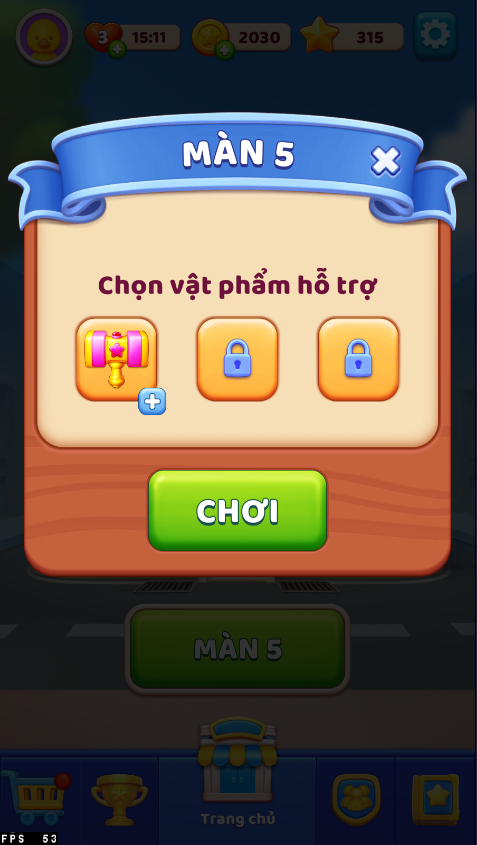 3
15:11
2030
315
MÀN 5
Chọn vật phẩm hỗ trợ
CHƠI
MÀN 5
Trang chủ
FPS 53